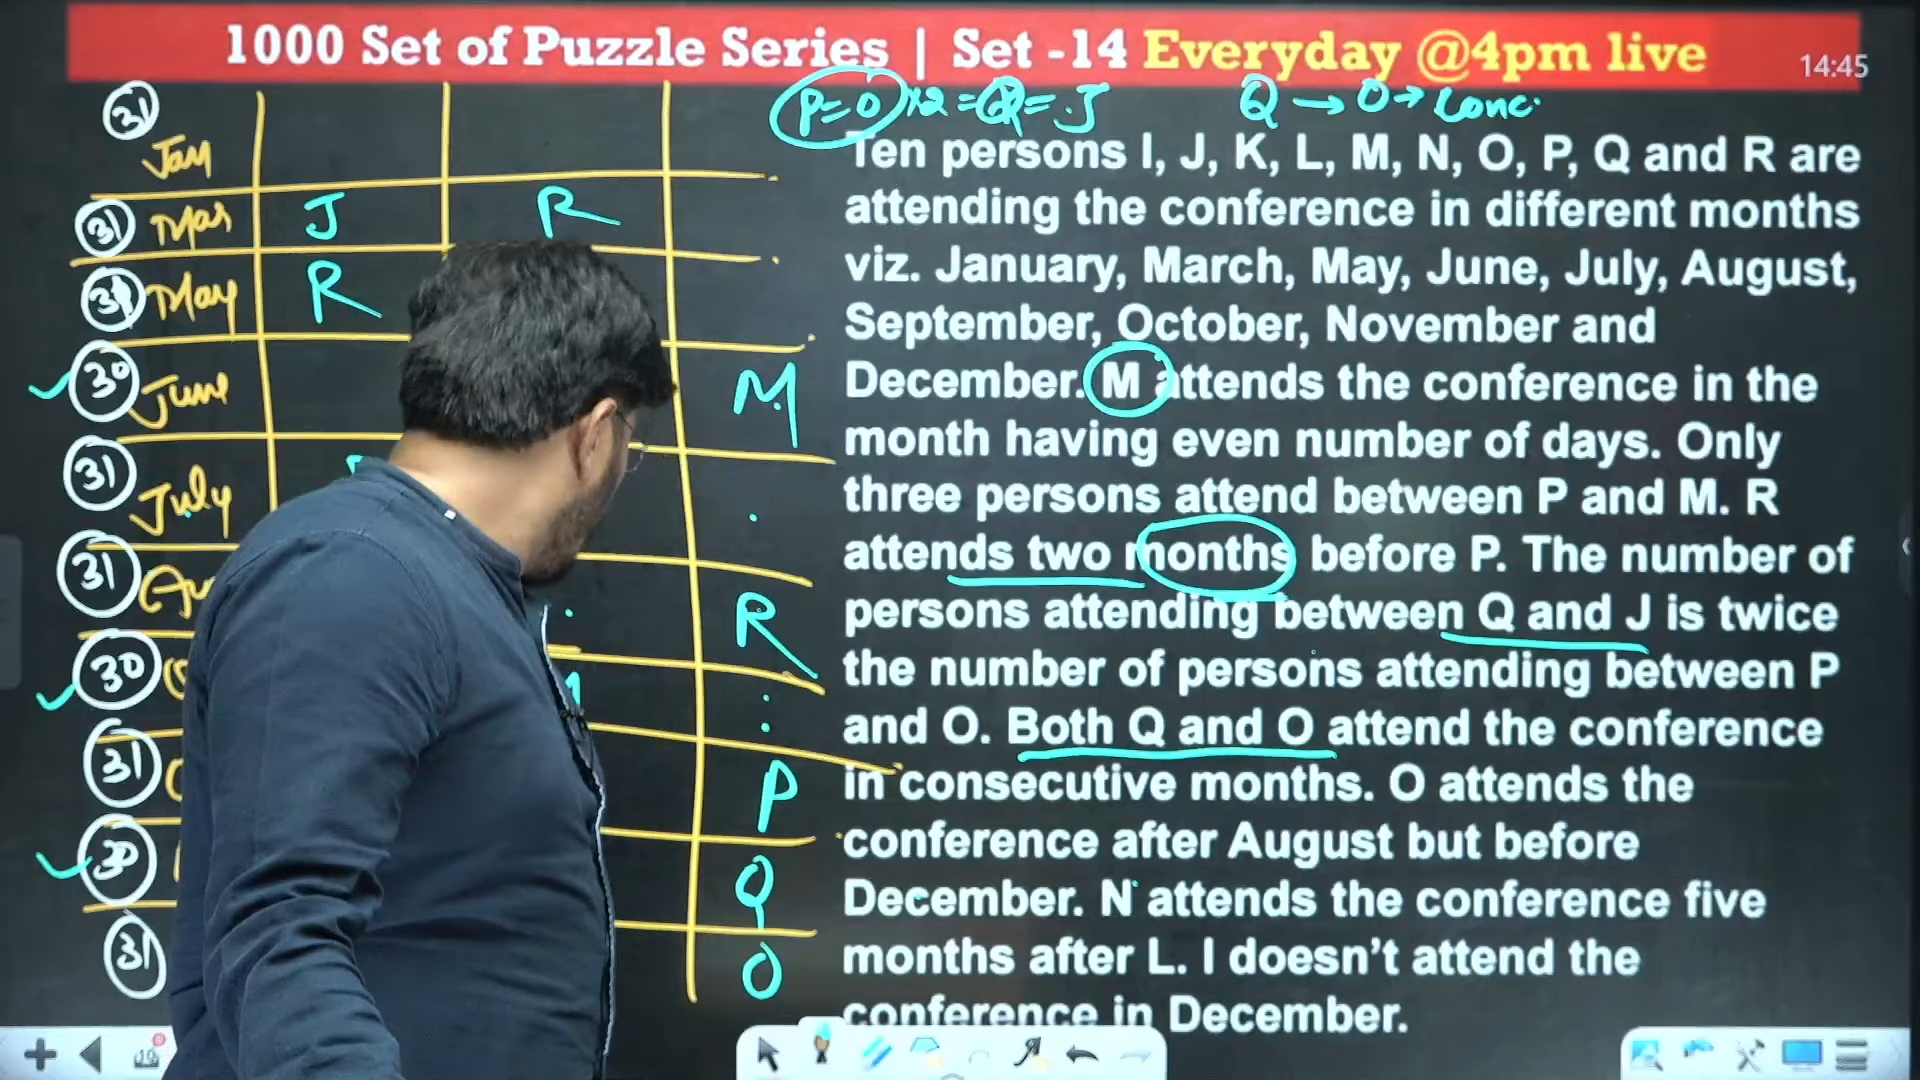 1000 Set of Puzzle Series | Set -14 Everyday @4pm live
14:45
P=O ×2 = Q = J
Q → O → Conc.
Ten persons I, J, K, L, M, N, O, P, Q and R are
attending the conference in different months
viz. January, March, May, June, July, August,
September, October, November and
December. M attends the conference in the
month having even number of days. Only
three persons attend between P and M. R
attends two months before P. The number of
persons attending between Q and J is twice
the number of persons attending between P
and O. Both Q and O attend the conference
in consecutive months. O attends the
conference after August but before
December. N attends the conference five
months after L. I doesn't attend the
conference in December.
31 Jan
31 Mar J R
31 May R
30 June M
31 July
31 R
30
31 P
30 Q
31 O
19